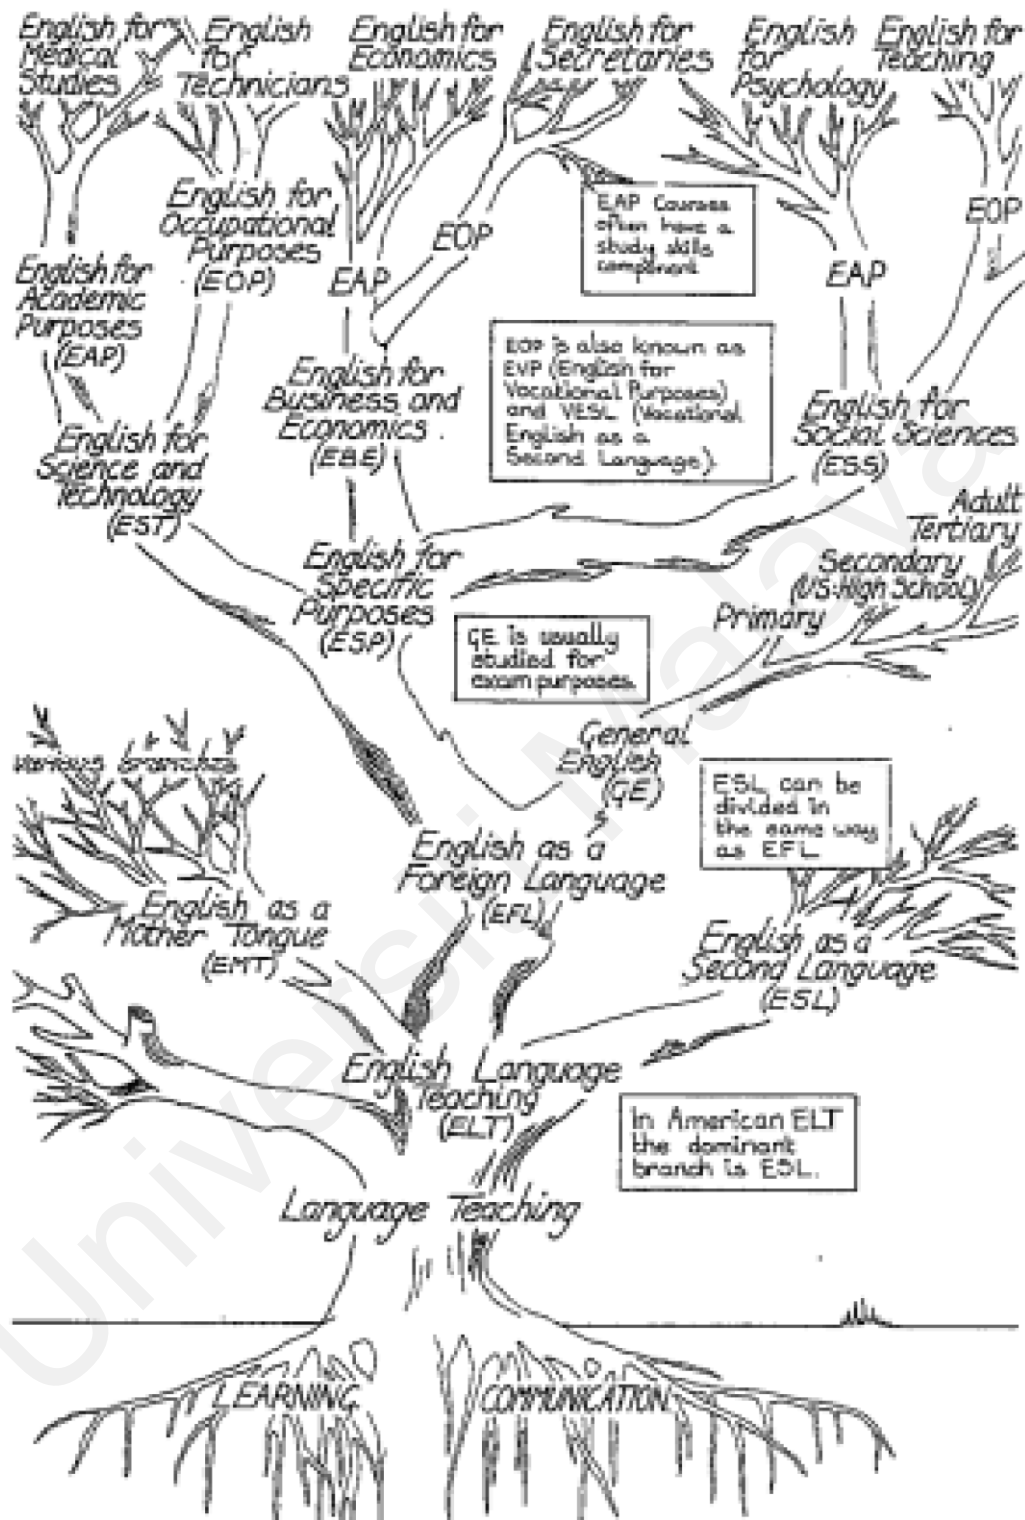 English for
Medical
Studies
English
for
Technicians
English for
Economics
English for
Secretaries
English
for
Psychology
English for
Teaching
English for
Occupational
Purposes
(EOP)
English for
Academic
Purposes
(EAP)
EAP
EOP
EAP Courses
often have a
study skills
component
EAP
EOP
EOP is also known as
EVP (English for
Vocational Purposes)
and VESL (Vocational
English as a
Second Language).
English for
Business and
Economics.
(EBE)
English for
Social Sciences
(ESS)
English for
Science and
Technology
(EST)
Adult
Tertiary
Secondary
(US:High School)
Primary
English for
Specific
Purposes
(ESP)
GE is usually
studied for
exam purposes.
General
English
(GE)
various branches
ESL can be
divided in
the same way
as EFL
English as a
Foreign Language
(EFL)
English as a
Mother Tongue
(EMT)
English as a
Second Language
(ESL)
English Language
Teaching
(ELT)
In American ELT
the dominant
branch is ESL.
Language Teaching
LEARNING
COMMUNICATION
Universiti Malaya